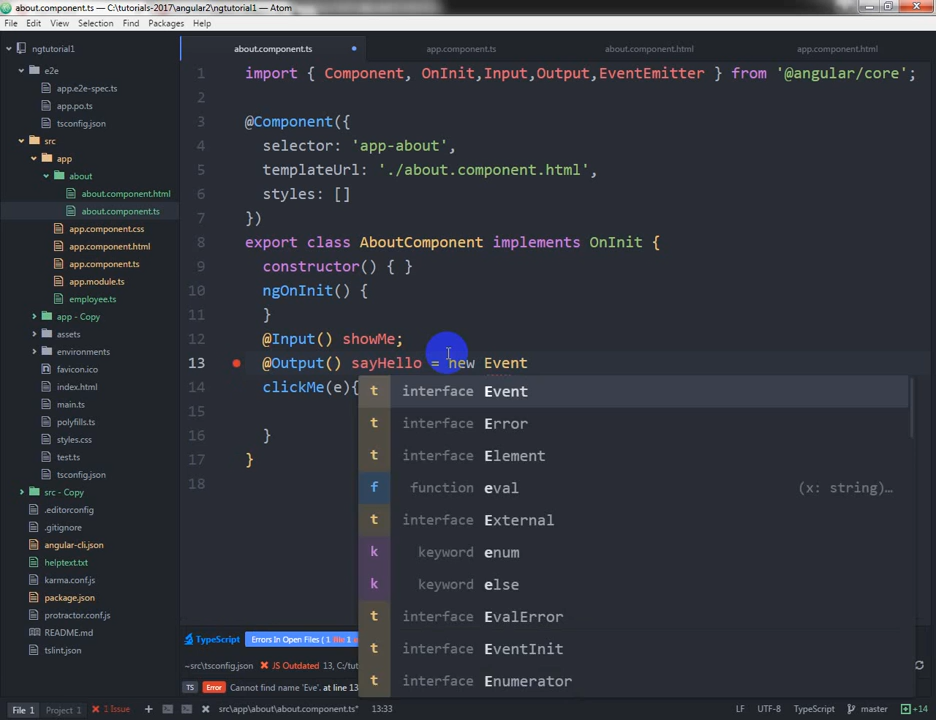 about.component.ts — C:\tutorials-2017\angular2\ngtutorial1 — Atom
File Edit View Selection Find Packages Help
ngtutorial1
e2e
app.e2e-spec.ts
app.po.ts
tsconfig.json
src
app
about
about.component.html
about.component.ts
app.component.css
app.component.html
app.component.ts
app.module.ts
employee.ts
app - Copy
assets
environments
favicon.ico
index.html
main.ts
polyfills.ts
styles.css
test.ts
tsconfig.json
src - Copy
.editorconfig
.gitignore
angular-cli.json
helptext.txt
karma.conf.js
package.json
protractor.conf.js
README.md
tslint.json
about.component.ts app.component.ts about.component.html app.component.html
1 import { Component, OnInit,Input,Output,EventEmitter } from '@angular/core';
2
3 @Component({
4 selector: 'app-about',
5 templateUrl: './about.component.html',
6 styles: []
7 })
8 export class AboutComponent implements OnInit {
9 constructor() { }
10 ngOnInit() {
11 }
12 @Input() showMe;
13 @Output() sayHello = new Event
14 clickMe(e){
15
16 }
17 }
18
t interface Event
t interface Error
t interface Element
f function eval (x: string)…
t interface External
k keyword enum
k keyword else
t interface EvalError
t interface EventInit
t interface Enumerator
TypeScript Errors In Open Files ( 1 file 1
~src\tsconfig.json JS Outdated 13, C:/tu
TS Error Cannot find name 'Eve'. at line 13
File 1 Project 1 1 Issue + src\app\about\about.component.ts* 13:33 LF UTF-8 TypeScript master +14